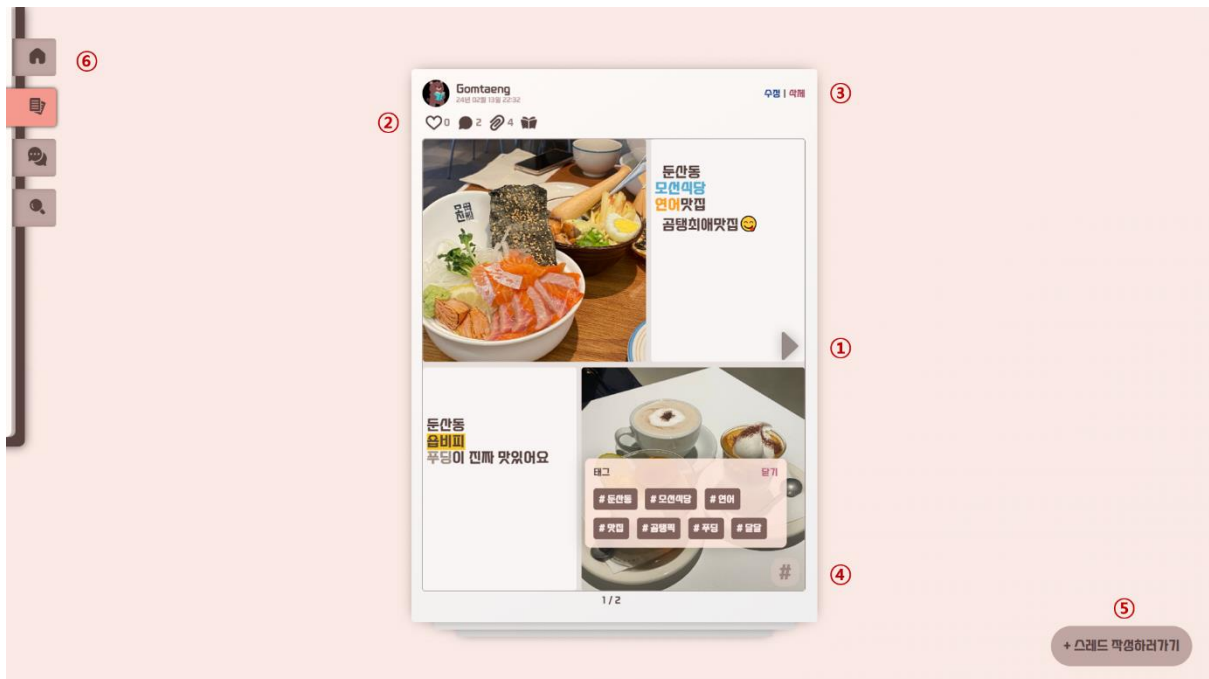 ⑥
Gomtaeng
24년 02월 13일 22:32
수정 | 삭제
③
②
0 2 4
둔산동
모선식당
연어맛집
곰탱최애맛집😋
①
둔산동
읍비피
푸딩이 진짜 맛있어요
태그 닫기
# 둔산동 # 모선식당 # 연어
# 맛집 # 곰탱픽 # 푸딩 # 달달
#
④
1 / 2
⑤
+ 스레드 작성하러가기